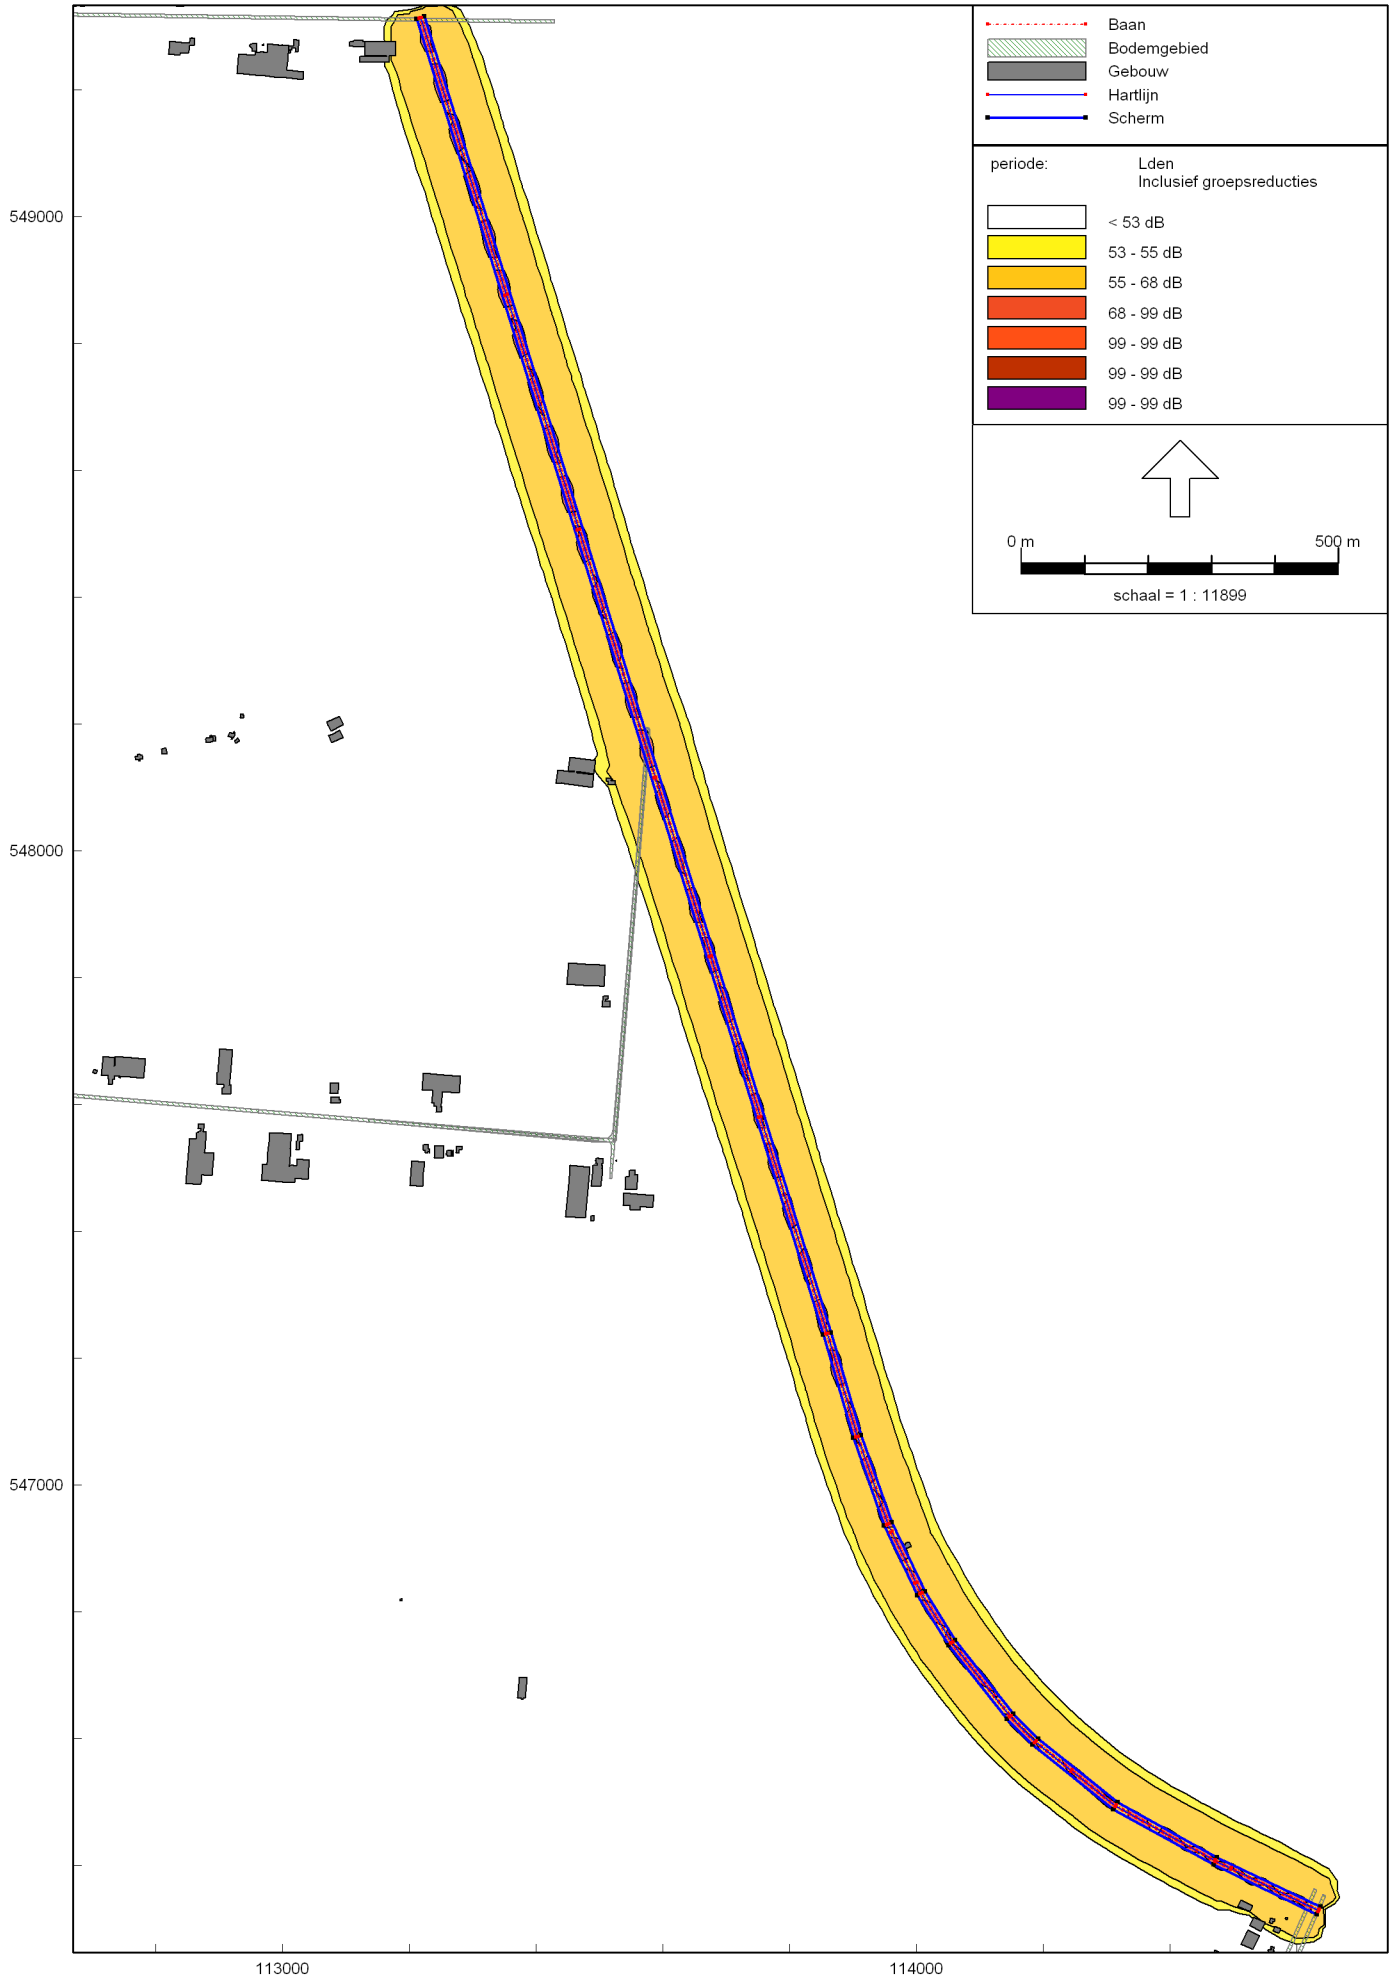 Baan
Bodemgebied
Gebouw
Hartlijn
Scherm
periode: Lden
Inclusief groepsreducties
< 53 dB
53 - 55 dB
55 - 68 dB
68 - 99 dB
99 - 99 dB
99 - 99 dB
99 - 99 dB
0 m 500 m
schaal = 1 : 11899
549000
548000
547000
113000 114000